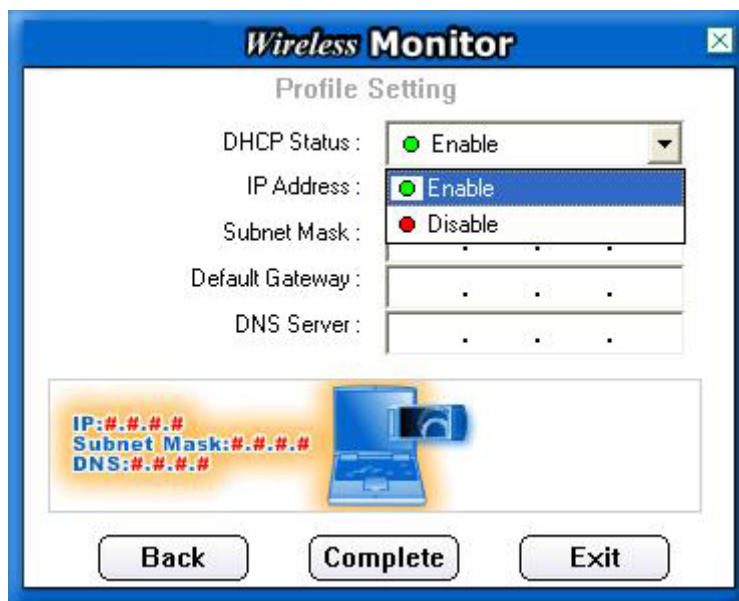 Wireless Monitor
Profile Setting
DHCP Status : Enable
IP Address : Enable
Disable
Subnet Mask : . . .
Default Gateway : . . .
DNS Server : . . .
IP:#.#.#.#
Subnet Mask:#.#.#.#
DNS:#.#.#.#
Back Complete Exit